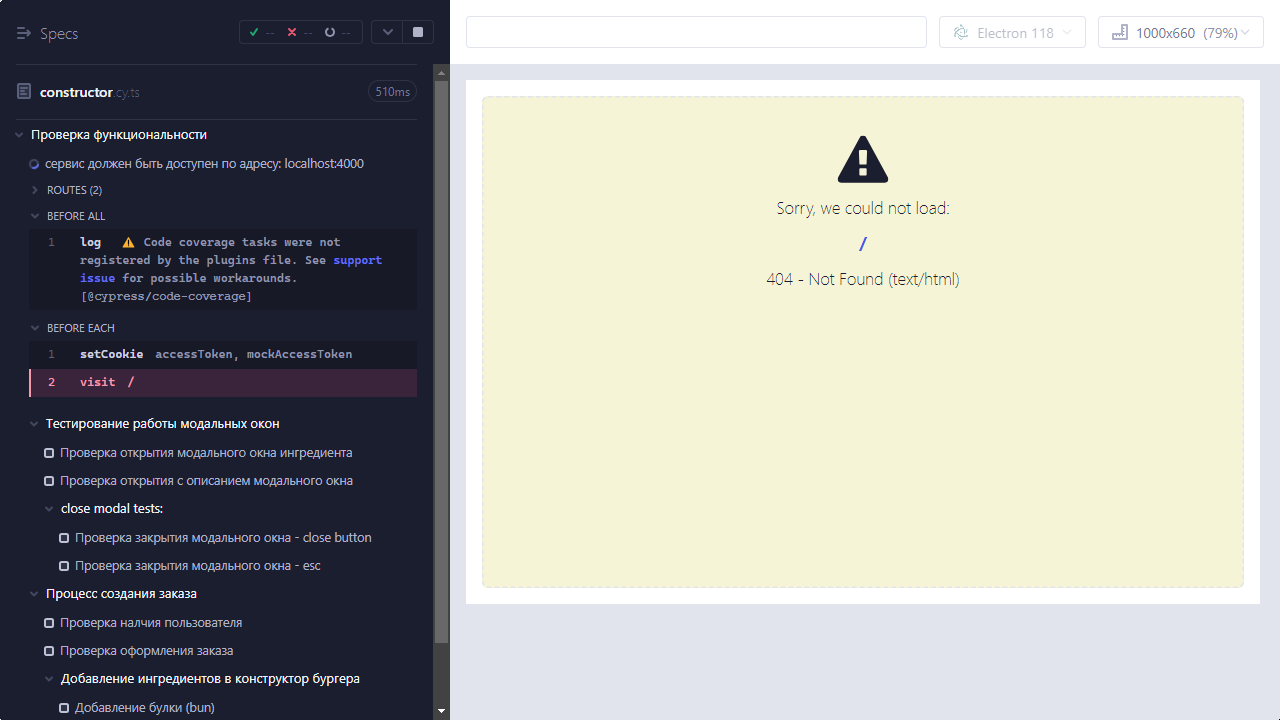 Specs
-- -- --
constructor.cy.ts 510ms
Проверка функциональности
сервис должен быть доступен по адресу: localhost:4000
ROUTES (2)
BEFORE ALL
1 log ⚠ Code coverage tasks were not
registered by the plugins file. See support
issue for possible workarounds.
[@cypress/code-coverage]
BEFORE EACH
1 setCookie accessToken, mockAccessToken
2 visit /
Тестирование работы модальных окон
Проверка открытия модального окна ингредиента
Проверка открытия с описанием модального окна
close modal tests:
Проверка закрытия модального окна - close button
Проверка закрытия модального окна - esc
Процесс создания заказа
Проверка налчия пользователя
Проверка оформления заказа
Добавление ингредиентов в конструктор бургера
Добавление булки (bun)
Electron 118
1000x660 (79%)
Sorry, we could not load:
/
404 - Not Found (text/html)